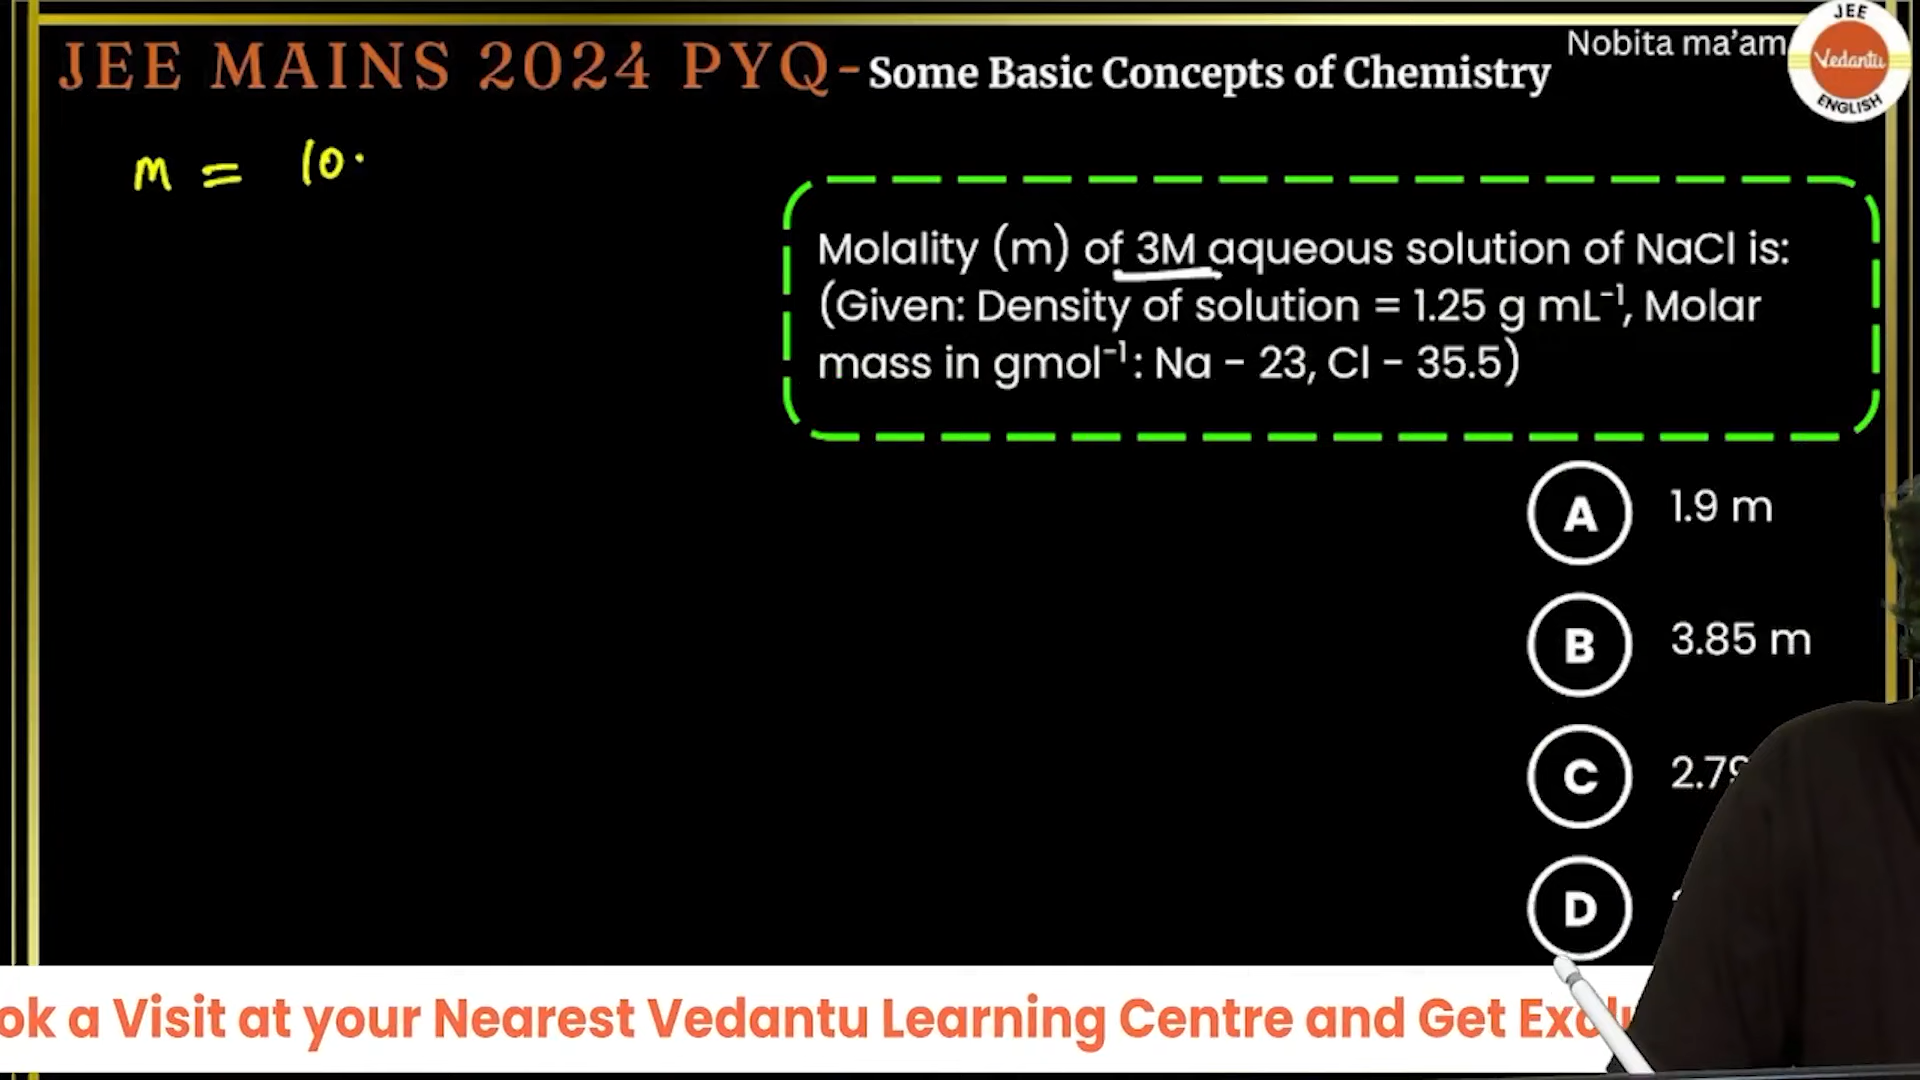 JEE MAINS 2024 PYQ- Some Basic Concepts of Chemistry
Nobita ma'am
JEE
Vedantu
ENGLISH
m = 10.
Molality (m) of 3M aqueous solution of NaCl is:
(Given: Density of solution = 1.25 g mL⁻¹, Molar
mass in gmol⁻¹: Na - 23, Cl - 35.5)
A 1.9 m
B 3.85 m
C 2.79
D
ok a Visit at your Nearest Vedantu Learning Centre and Get